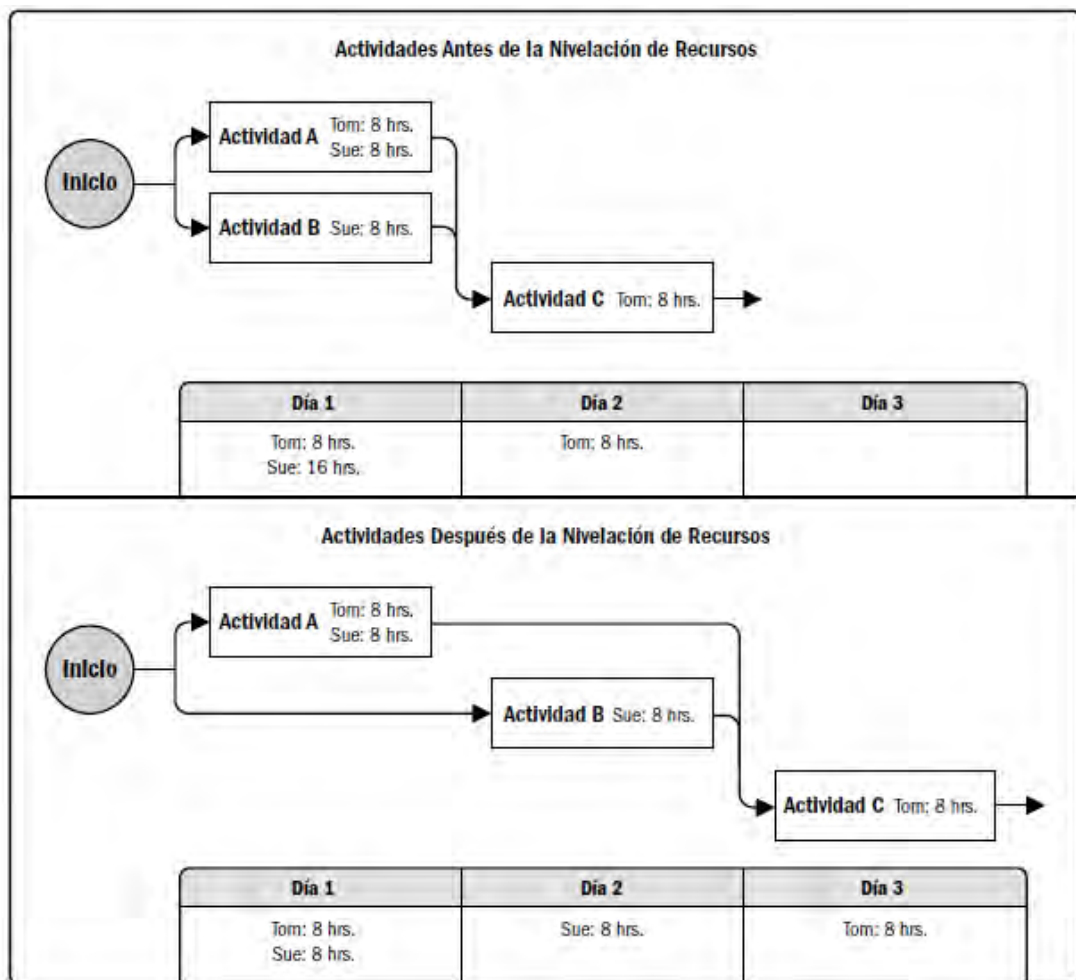 Actividades Antes de la Nivelación de Recursos
Inicio
Actividad A Tom: 8 hrs.
Sue: 8 hrs.
Actividad B Sue: 8 hrs.
Actividad C Tom: 8 hrs.
Día 1 Día 2 Día 3
Tom: 8 hrs. Tom: 8 hrs.
Sue: 16 hrs.
Actividades Después de la Nivelación de Recursos
Inicio
Actividad A Tom: 8 hrs.
Sue: 8 hrs.
Actividad B Sue: 8 hrs.
Actividad C Tom: 8 hrs.
Día 1 Día 2 Día 3
Tom: 8 hrs. Sue: 8 hrs. Tom: 8 hrs.
Sue: 8 hrs.